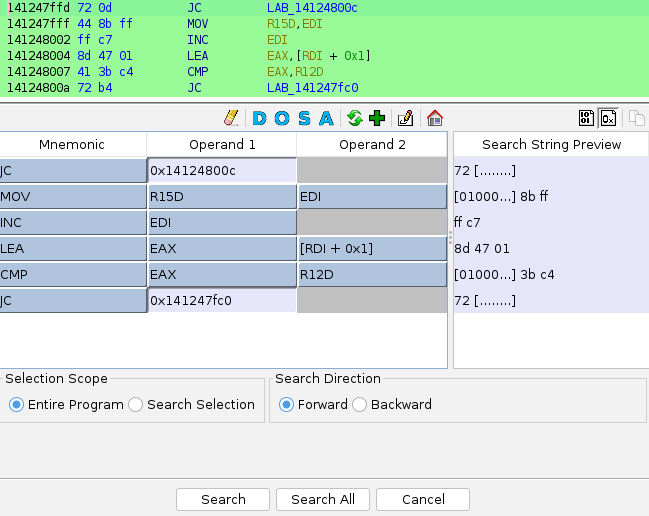 141247ffd 72 0d JC LAB_14124800c
141247fff 44 8b ff MOV R15D,EDI
141248002 ff c7 INC EDI
141248004 8d 47 01 LEA EAX,[RDI + 0x1]
141248007 41 3b c4 CMP EAX,R12D
14124800a 72 b4 JC LAB_141247fc0
D O S A
Mnemonic Operand 1 Operand 2 Search String Preview
JC 0x14124800c 72 [........]
MOV R15D EDI [01000...] 8b ff
INC EDI ff c7
LEA EAX [RDI + 0x1] 8d 47 01
CMP EAX R12D [01000...] 3b c4
JC 0x141247fc0 72 [........]
Selection Scope Search Direction
Entire Program Search Selection Forward Backward
Search Search All Cancel